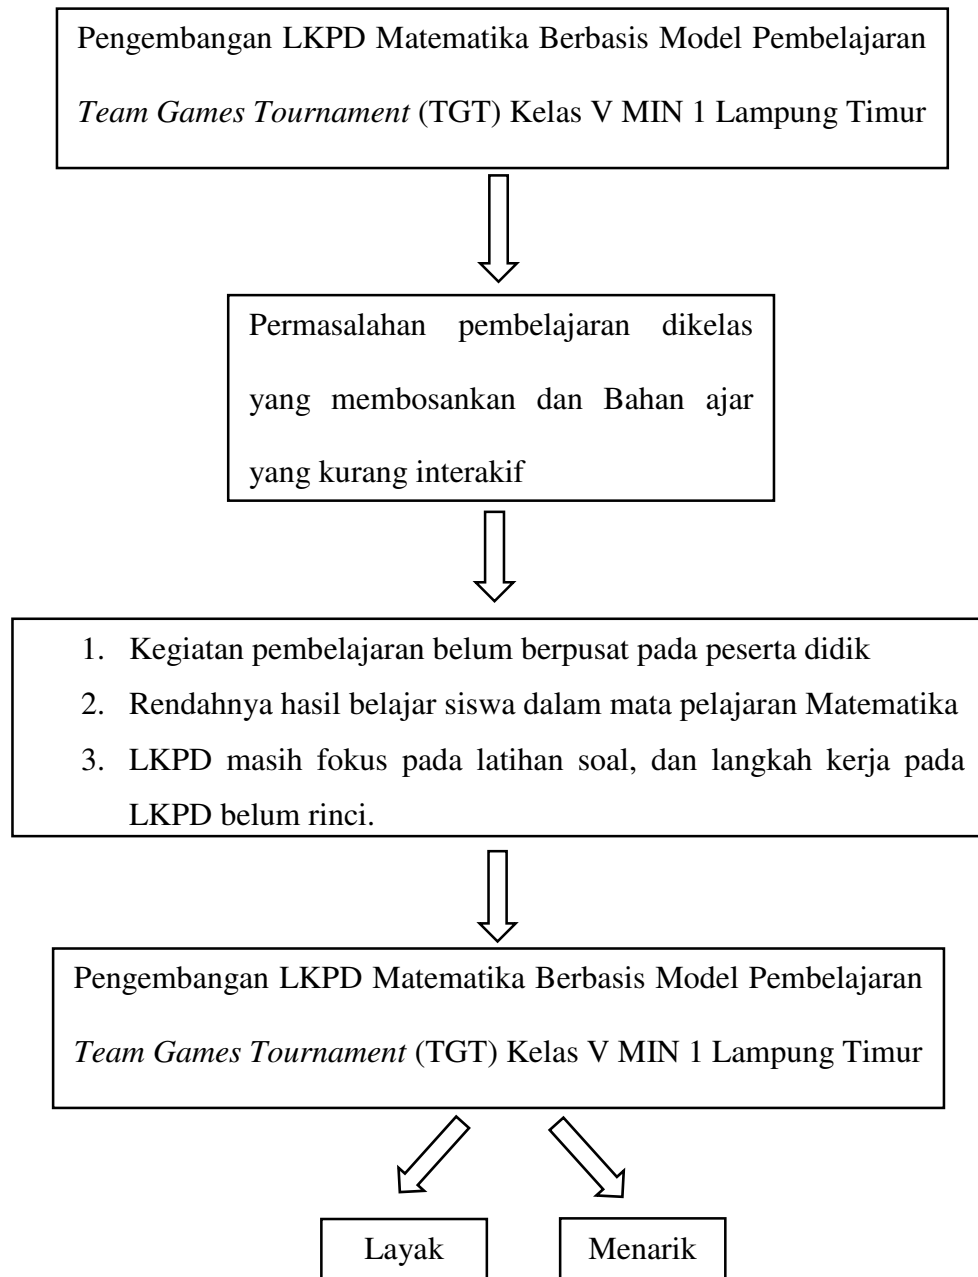 Pengembangan LKPD Matematika Berbasis Model Pembelajaran
Team Games Tournament (TGT) Kelas V MIN 1 Lampung Timur
Permasalahan pembelajaran dikelas
yang membosankan dan Bahan ajar
yang kurang interakif
1. Kegiatan pembelajaran belum berpusat pada peserta didik
2. Rendahnya hasil belajar siswa dalam mata pelajaran Matematika
3. LKPD masih fokus pada latihan soal, dan langkah kerja pada
LKPD belum rinci.
Pengembangan LKPD Matematika Berbasis Model Pembelajaran
Team Games Tournament (TGT) Kelas V MIN 1 Lampung Timur
Layak
Menarik